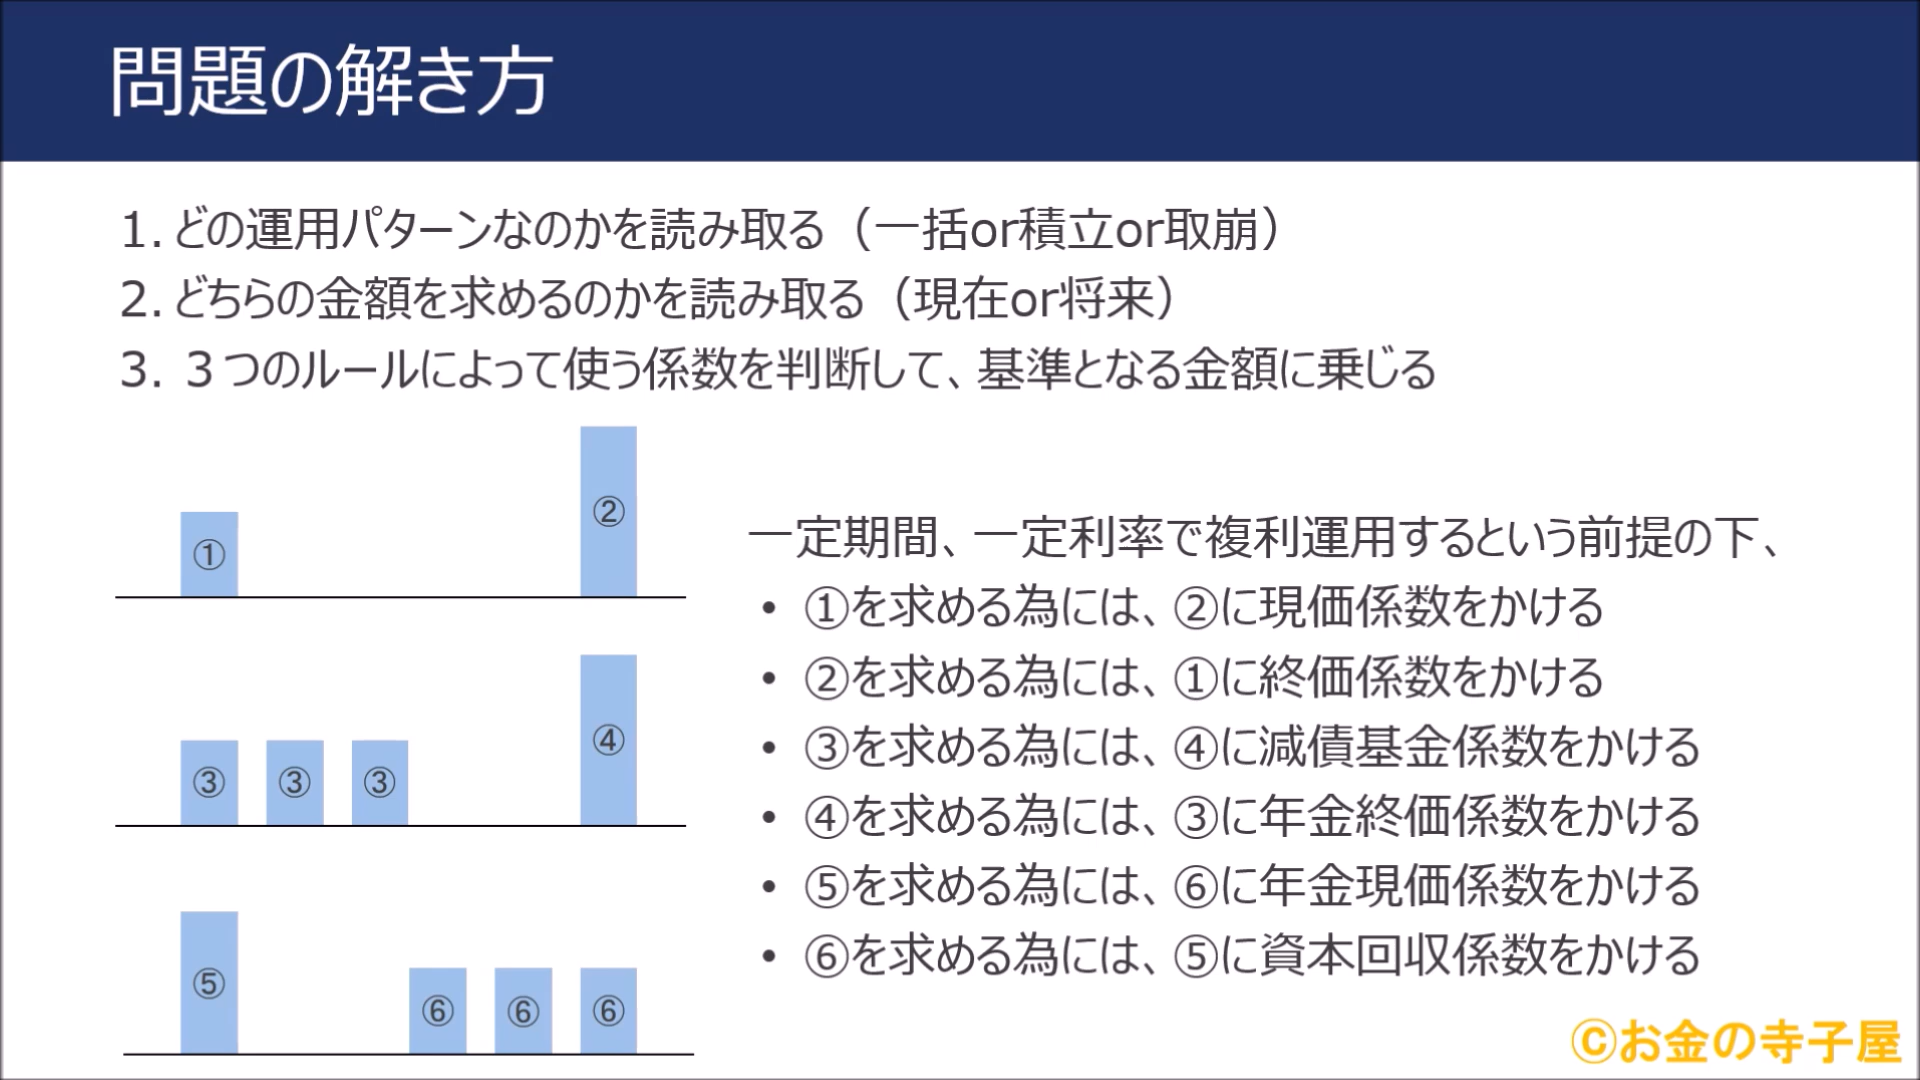 問題の解き方
1. どの運用パターンなのかを読み取る（一括or積立or取崩）
2. どちらの金額を求めるのかを読み取る（現在or将来）
3. ３つのルールによって使う係数を判断して、基準となる金額に乗じる
①
②
③ ③ ③
④
⑤
⑥ ⑥ ⑥
一定期間、一定利率で複利運用するという前提の下、
• ①を求める為には、②に現価係数をかける
• ②を求める為には、①に終価係数をかける
• ③を求める為には、④に減債基金係数をかける
• ④を求める為には、③に年金終価係数をかける
• ⑤を求める為には、⑥に年金現価係数をかける
• ⑥を求める為には、⑤に資本回収係数をかける
©お金の寺子屋